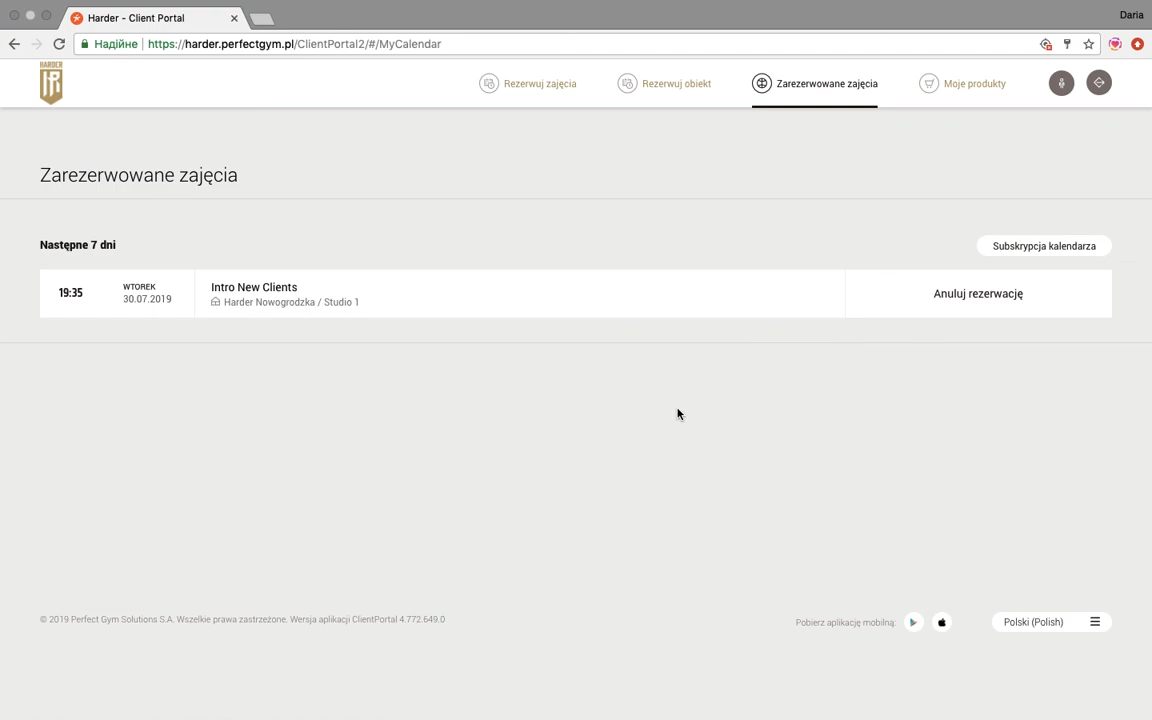 Harder - Client Portal
Daria
Надійне
https://harder.perfectgym.pl/ClientPortal2/#/MyCalendar
HARDER
Rezerwuj zajęcia
Rezerwuj obiekt
Zarezerwowane zajęcia
Moje produkty
Zarezerwowane zajęcia
Następne 7 dni
Subskrypcja kalendarza
19:35
WTOREK
30.07.2019
Intro New Clients
Harder Nowogrodzka / Studio 1
Anuluj rezerwację
© 2019 Perfect Gym Solutions S.A. Wszelkie prawa zastrzeżone. Wersja aplikacji ClientPortal 4.772.649.0
Pobierz aplikację mobilną:
Polski (Polish)